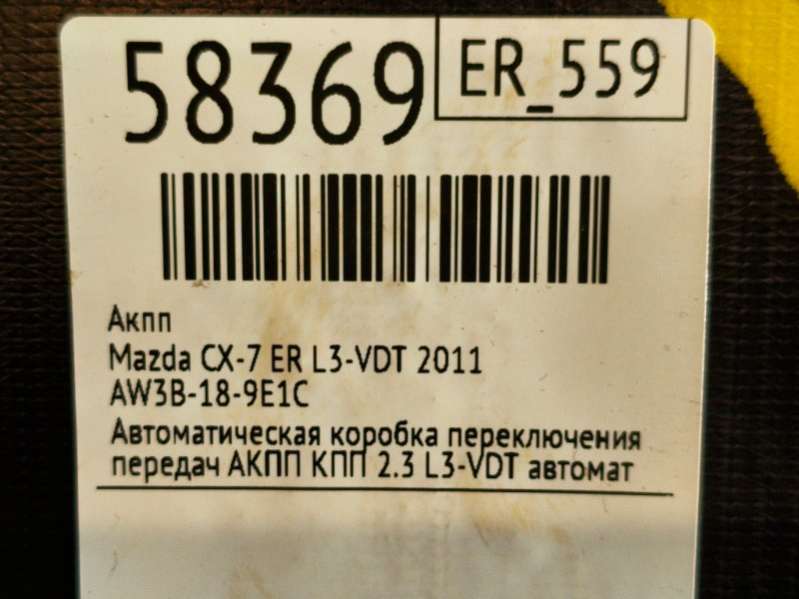 58369
ER_559
Акпп
Mazda CX-7 ER L3-VDT 2011
AW3B-18-9E1C
Автоматическая коробка переключения
передач АКПП КПП 2.3 L3-VDT автомат